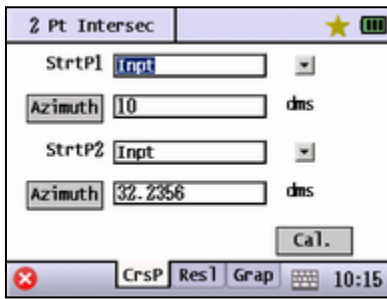 2 Pt Intersec
StrtP1 Inpt
Azimuth 10 dms
StrtP2 Inpt
Azimuth 32.2356 dms
Cal.
CrsP Resl Grap 10:15